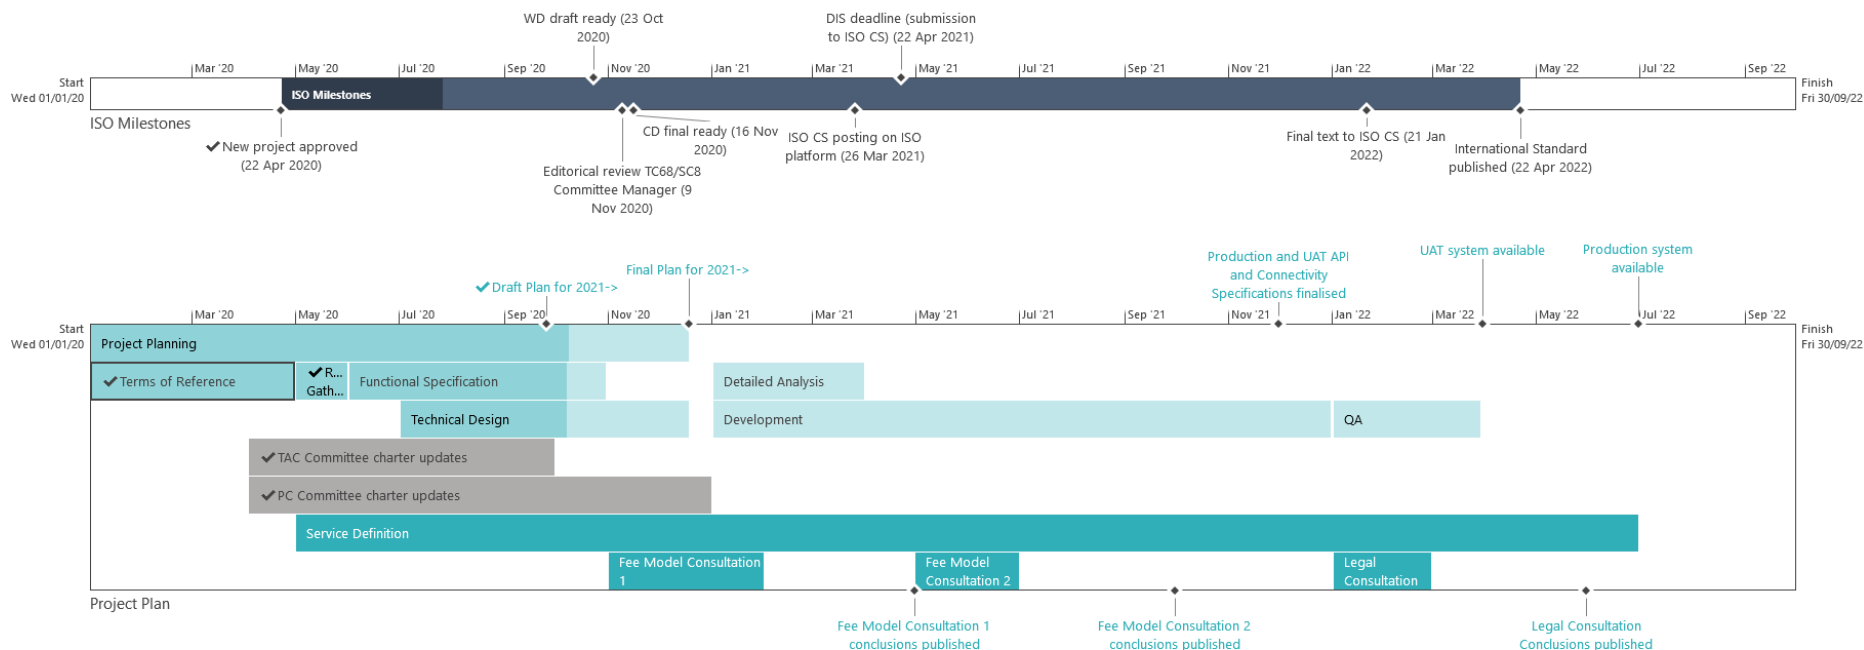 WD draft ready (23 Oct
2020)
DIS deadline (submission
to ISO CS) (22 Apr 2021)
Mar '20
May '20
Jul '20
Sep '20
Nov '20
Jan '21
Mar '21
May '21
Jul '21
Sep '21
Nov '21
Jan '22
Mar '22
May '22
Jul '22
Sep '22
Start
Wed 01/01/20
ISO Milestones
Finish
Fri 30/09/22
ISO Milestones
✔ New project approved
(22 Apr 2020)
CD final ready (16 Nov
2020)
Editorical review TC68/SC8
Committee Manager (9
Nov 2020)
ISO CS posting on ISO
platform (26 Mar 2021)
Final text to ISO CS (21 Jan
2022)
International Standard
published (22 Apr 2022)
✔ Draft Plan for 2021->
Final Plan for 2021->
Production and UAT API
and Connectivity
Specifications finalised
UAT system available
Production system
available
Mar '20
May '20
Jul '20
Sep '20
Nov '20
Jan '21
Mar '21
May '21
Jul '21
Sep '21
Nov '21
Jan '22
Mar '22
May '22
Jul '22
Sep '22
Start
Wed 01/01/20
Finish
Fri 30/09/22
Project Planning
✔ Terms of Reference
✔ R...
Gath...
Functional Specification
Detailed Analysis
Technical Design
Development
QA
✔ TAC Committee charter updates
✔ PC Committee charter updates
Service Definition
Fee Model Consultation
1
Fee Model
Consultation 2
Legal
Consultation
Project Plan
Fee Model Consultation 1
conclusions published
Fee Model Consultation 2
conclusions published
Legal Consultation
Conclusions published